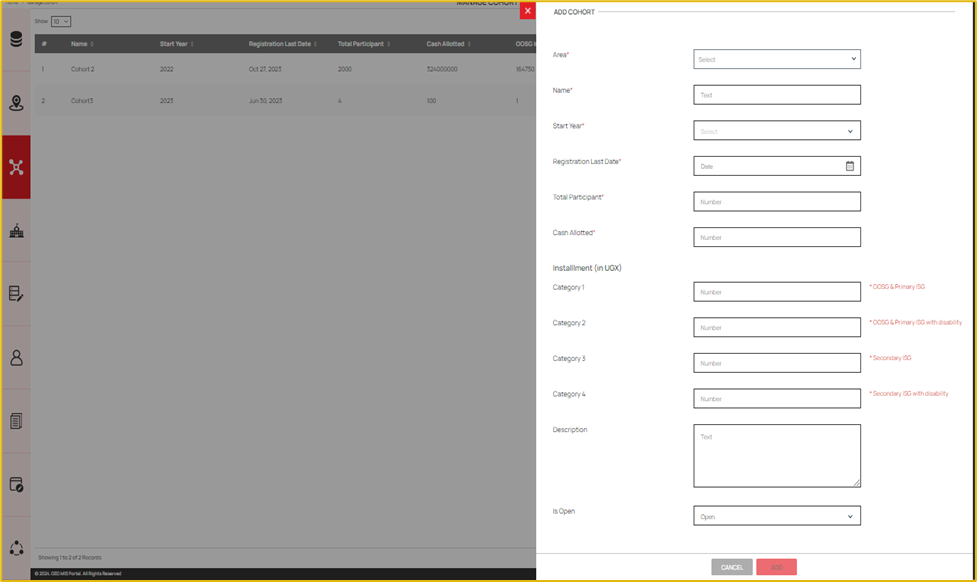 Manage Cohort
MANAGE COHORT
Show 10
# Name Start Year Registration Last Date Total Participant Cash Allotted OOSG I
1 Cohort 2 2022 Oct 27, 2023 2000 324000000 164750
2 Cohort3 2023 Jun 30, 2023 4 100 1
Showing 1 to 2 of 2 Records
© 2024, GEG MIS Portal. All Rights Reserved
X
ADD COHORT
Area* Select
Name* Text
Start Year* Select
Registration Last Date* Date
Total Participant* Number
Cash Allotted* Number
Installlment (in UGX)
Category 1 Number * OOSG & Primary ISG
Category 2 Number * OOSG & Primary ISG with disability
Category 3 Number * Secondary ISG
Category 4 Number * Secondary ISG with disability
Description Text
Is Open Open
CANCEL ADD